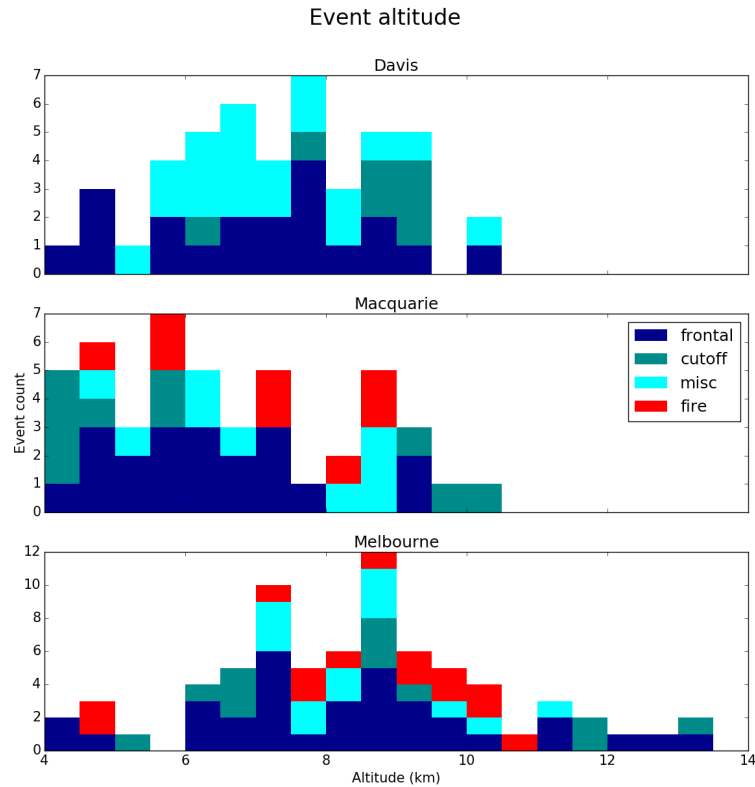 Event altitude
Davis
7
6
5
4
3
2
1
0
Macquarie
7
6
5
4
3
2
1
0
Event count
frontal
cutoff
misc
fire
Melbourne
12
10
8
6
4
2
0
4 6 8 10 12 14
Altitude (km)